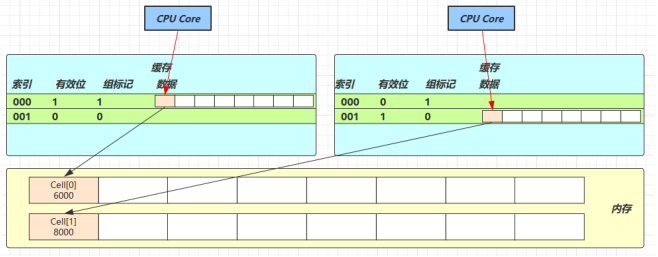 CPU Core
CPU Core
缓存
索引 有效位 组标记 数据
000 1 1
001 0 0
缓存
索引 有效位 组标记 数据
000 0 1
001 1 0
Cell[0]
6000
Cell[1]
8000
内存